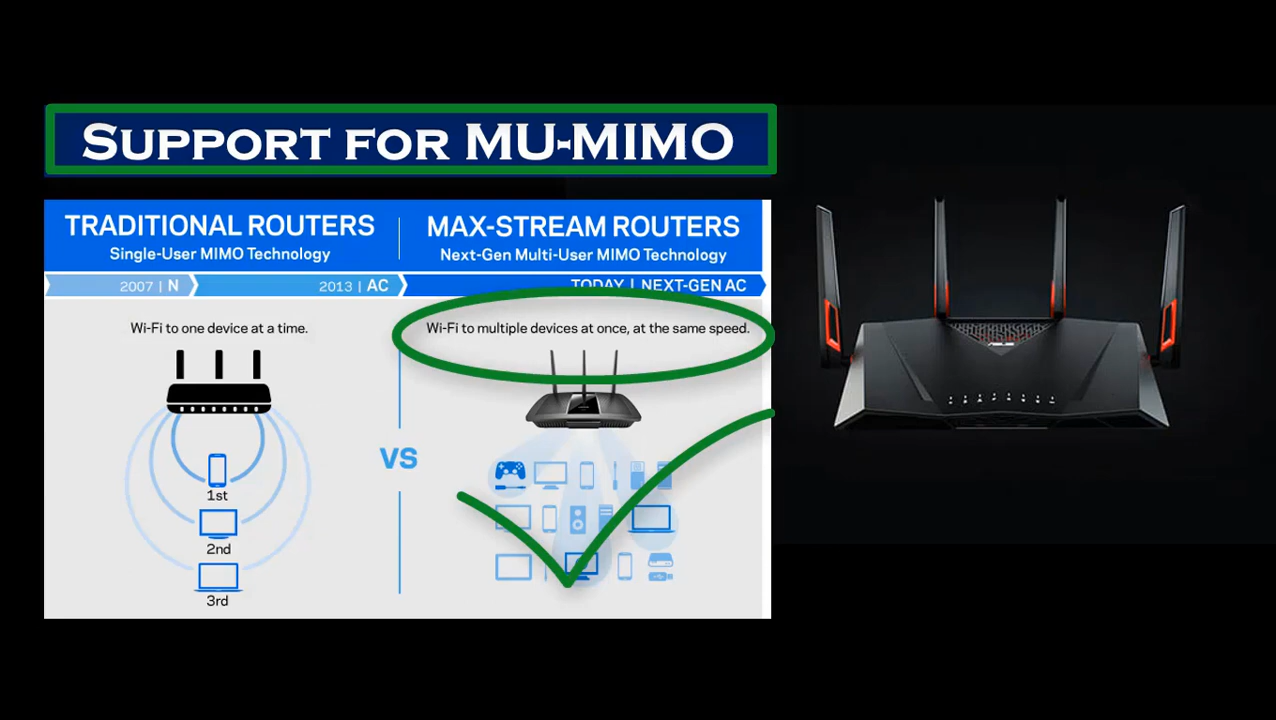 SUPPORT FOR MU-MIMO
TRADITIONAL ROUTERS
Single-User MIMO Technology
MAX-STREAM ROUTERS
Next-Gen Multi-User MIMO Technology
2007 | N
2013 | AC
TODAY | NEXT-GEN AC
Wi-Fi to one device at a time.
Wi-Fi to multiple devices at once, at the same speed.
VS
1st
2nd
3rd